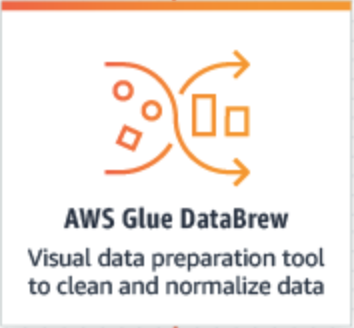 AWS Glue DataBrew
Visual data preparation tool
to clean and normalize data